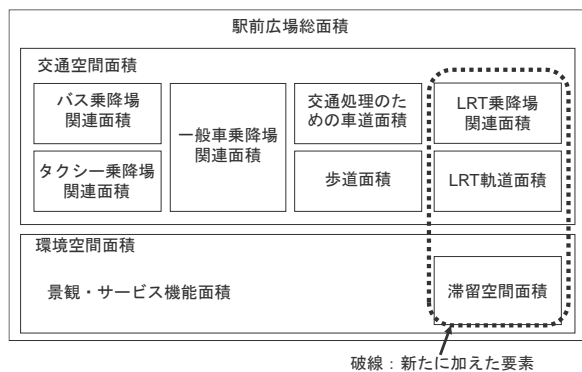 駅前広場総面積
交通空間面積
バス乗降場
関連面積
タクシー乗降場
関連面積
一般車乗降場
関連面積
交通処理のた
めの車道面積
歩道面積
LRT乗降場
関連面積
LRT軌道面積
環境空間面積
景観・サービス機能面積
滞留空間面積
破線：新たに加えた要素